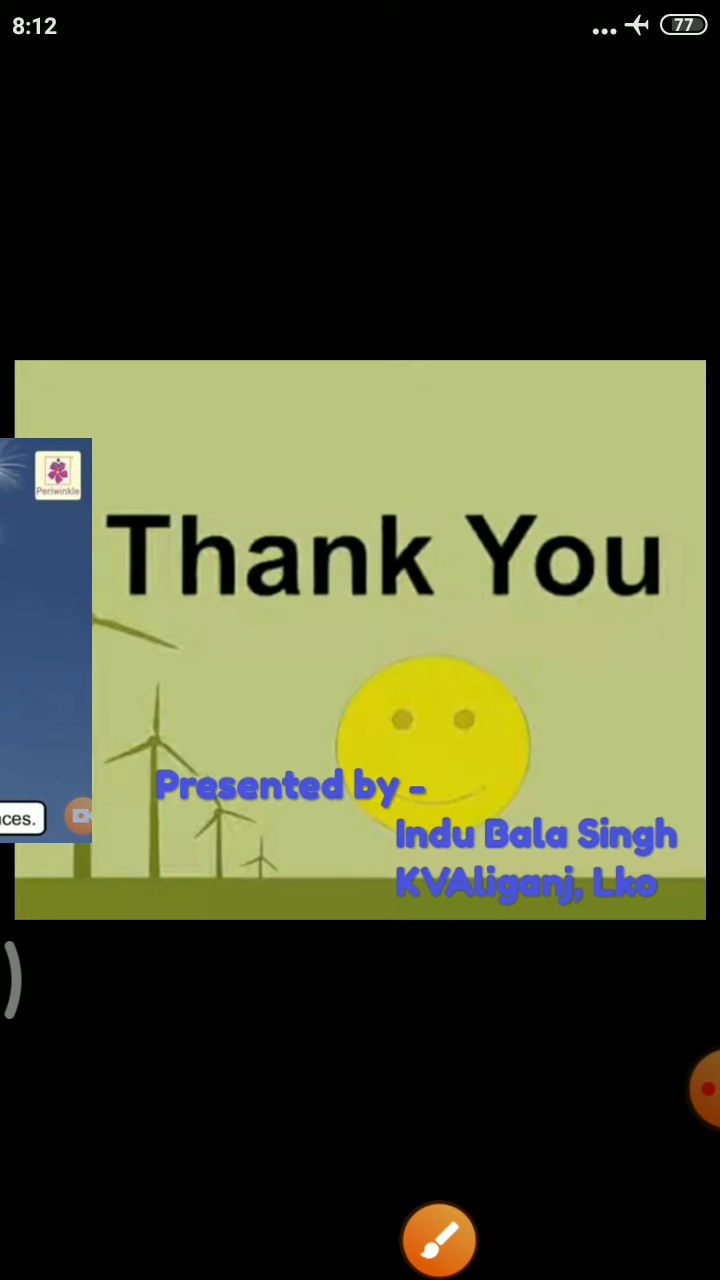 8:12
77
Periwinkle
Thank You
Presented by -
Indu Bala Singh
KVAliganj, Lko
ces.